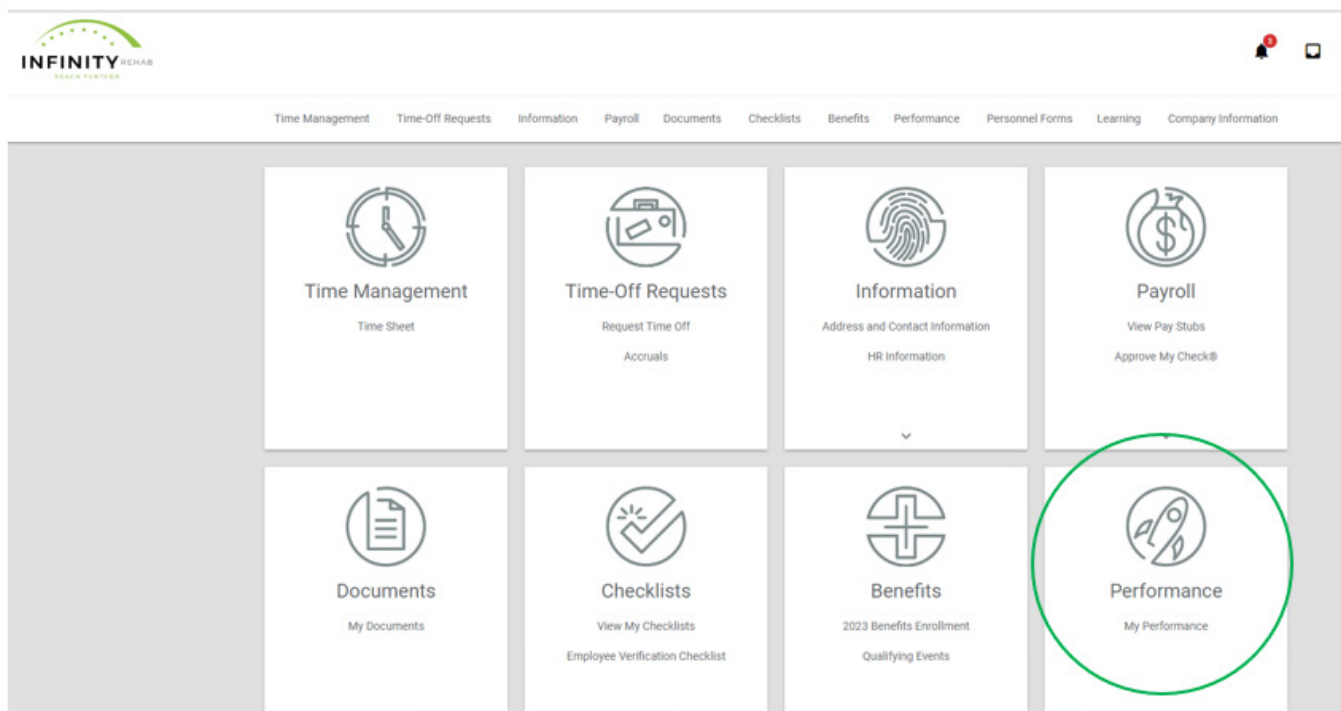 INFINITY REHAB
REACH FURTHER
3
Time Management Time-Off Requests Information Payroll Documents Checklists Benefits Performance Personnel Forms Learning Company Information
Time Management
Time Sheet
Time-Off Requests
Request Time Off
Accruals
Information
Address and Contact Information
HR Information
Payroll
View Pay Stubs
Approve My Check®
Documents
My Documents
Checklists
View My Checklists
Employee Verification Checklist
Benefits
2023 Benefits Enrollment
Qualifying Events
Performance
My Performance